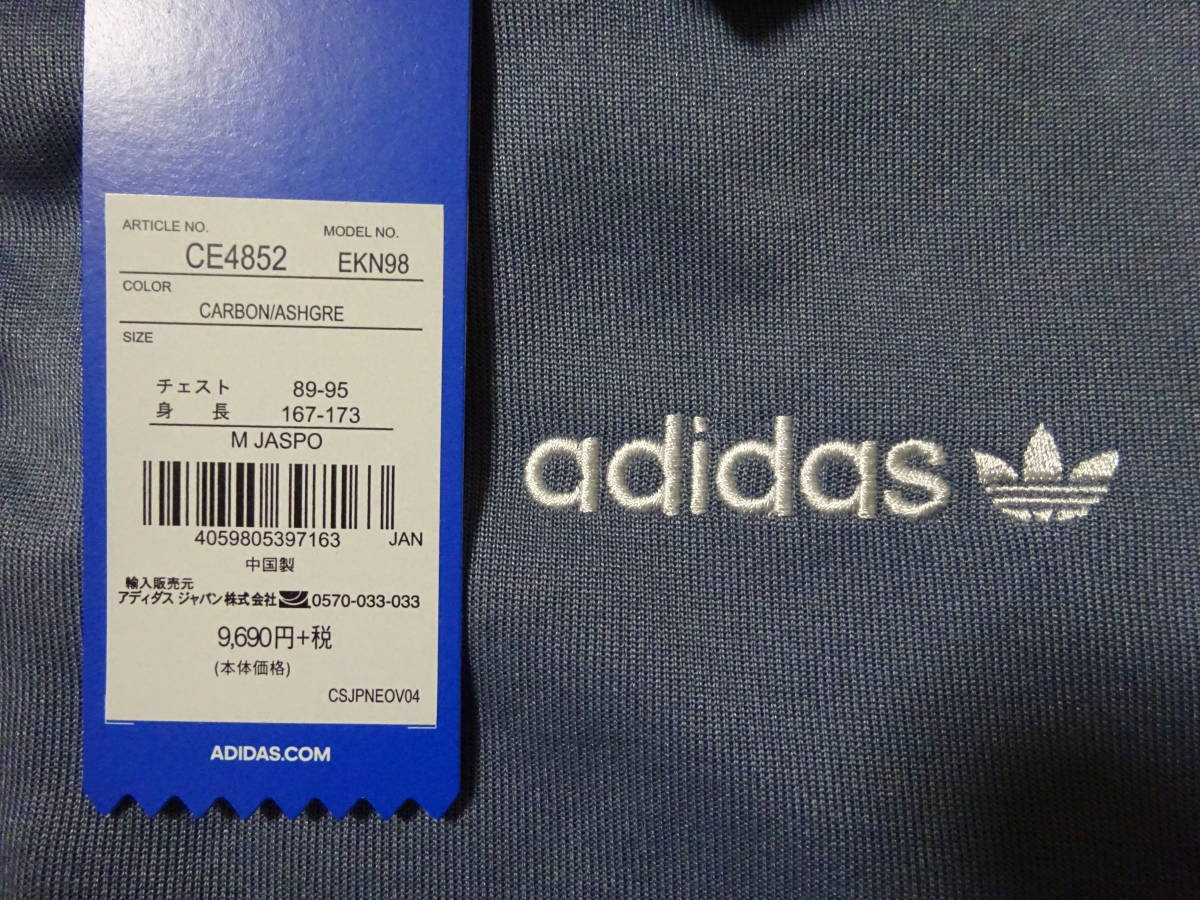 ARTICLE NO. MODEL NO.
CE4852 EKN98
COLOR
CARBON/ASHGRE
SIZE
チェスト 89-95
身 長 167-173
M JASPO
4059805397163 JAN
中国製
輸入販売元
アディダス ジャパン株式会社 0570-033-033
9,690円+税
(本体価格)
CSJPNEOV04
ADIDAS.COM
adidas